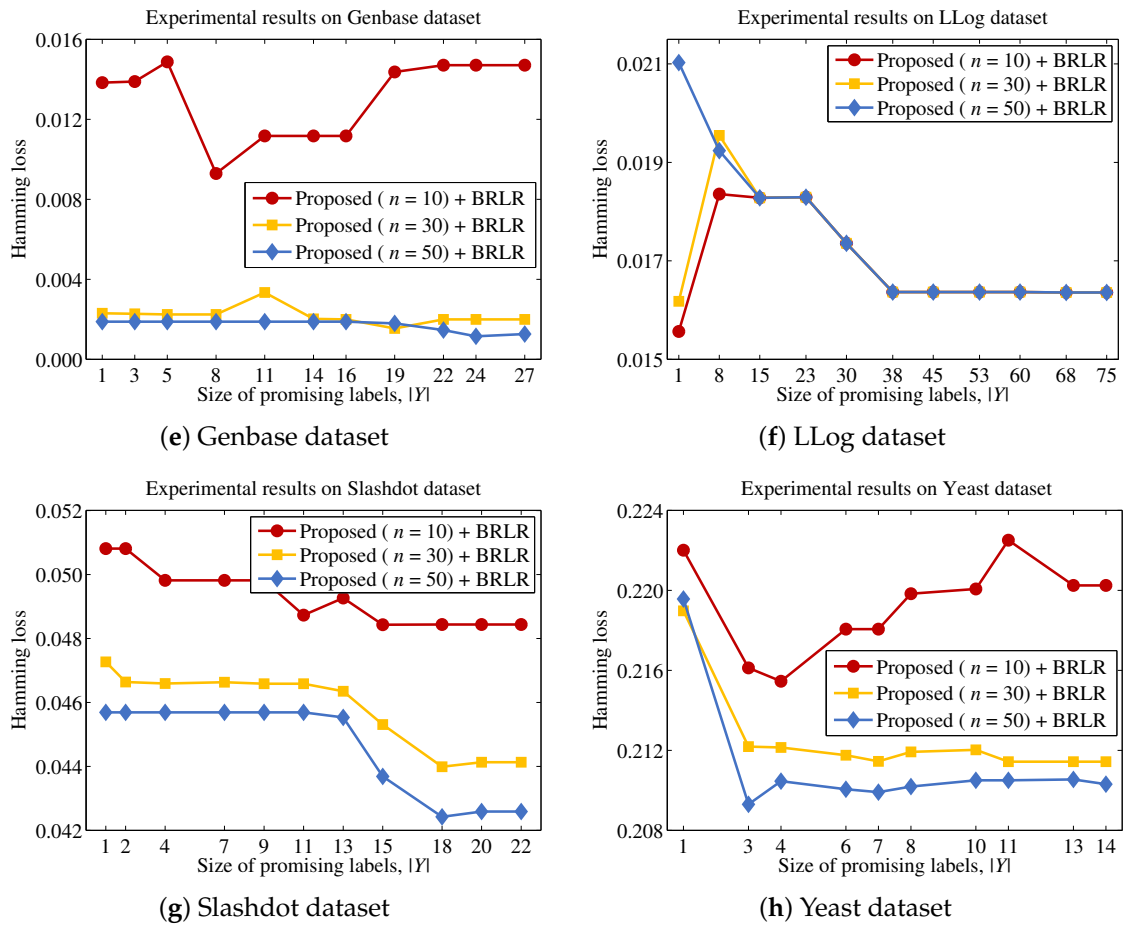 Experimental results on Genbase dataset
0.016
0.012
0.008
0.004
0.000
Hamming loss
Proposed ( n = 10) + BRLR
Proposed ( n = 30) + BRLR
Proposed ( n = 50) + BRLR
1 3 5 8 11 14 16 19 22 24 27
Size of promising labels, |Y|
(e) Genbase dataset
Experimental results on LLog dataset
0.021
0.019
0.017
0.015
Hamming loss
Proposed ( n = 10) + BRLR
Proposed ( n = 30) + BRLR
Proposed ( n = 50) + BRLR
1 8 15 23 30 38 45 53 60 68 75
Size of promising labels, |Y|
(f) LLog dataset
Experimental results on Slashdot dataset
0.052
0.050
0.048
0.046
0.044
0.042
Hamming loss
Proposed ( n = 10) + BRLR
Proposed ( n = 30) + BRLR
Proposed ( n = 50) + BRLR
1 2 4 7 9 11 13 15 18 20 22
Size of promising labels, |Y|
(g) Slashdot dataset
Experimental results on Yeast dataset
0.224
0.220
0.216
0.212
0.208
Hamming loss
Proposed ( n = 10) + BRLR
Proposed ( n = 30) + BRLR
Proposed ( n = 50) + BRLR
1 3 4 6 7 8 10 11 13 14
Size of promising labels, |Y|
(h) Yeast dataset